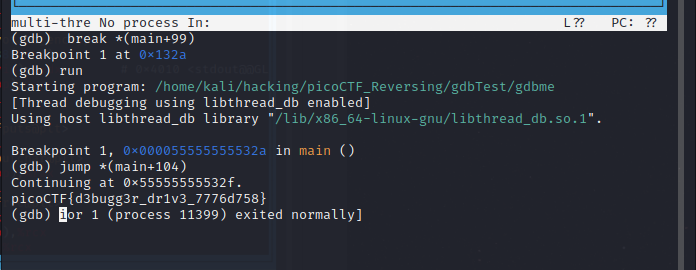 multi-thre No process In: L?? PC: ??
(gdb) break *(main+99)
Breakpoint 1 at 0×132a
(gdb) run
Starting program: /home/kali/hacking/picoCTF_Reversing/gdbTest/gdbme
[Thread debugging using libthread_db enabled]
Using host libthread_db library "/lib/x86_64-linux-gnu/libthread_db.so.1".
Breakpoint 1, 0×000055555555532a in main ()
(gdb) jump *(main+104)
Continuing at 0×55555555532f.
picoCTF{d3bugg3r_dr1v3_7776d758}
(gdb) ior 1 (process 11399) exited normally]